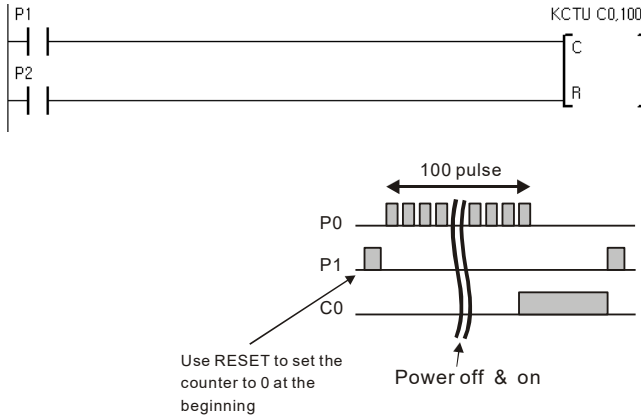 P1
KCTU C0,100
C
P2
R
100 pulse
P0
P1
C0
Use RESET to set the
counter to 0 at the
beginning
Power off & on